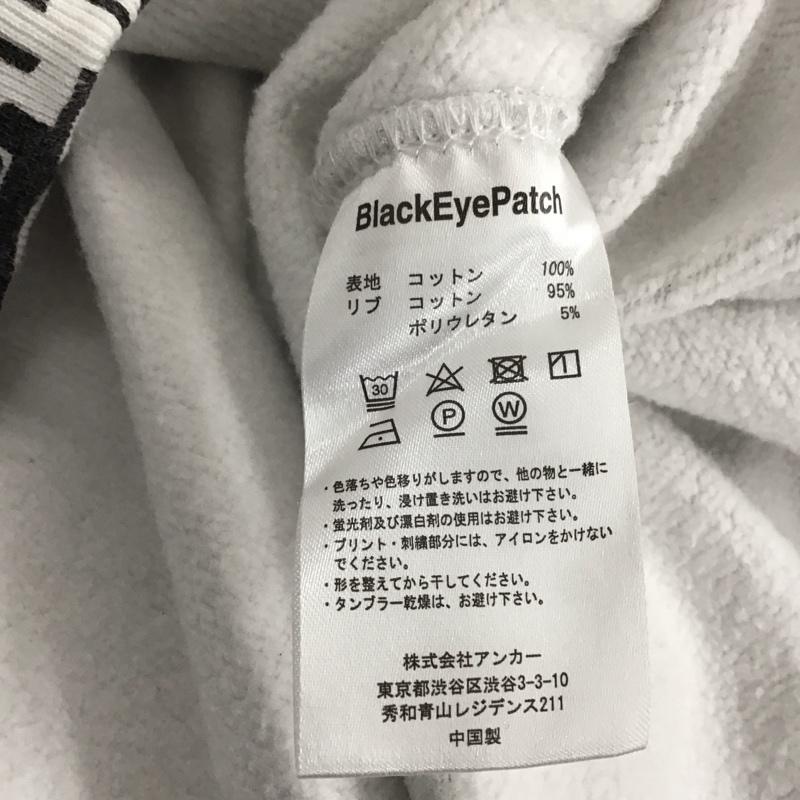 BlackEyePatch
表地 コットン 100%
リブ コットン 95%
ポリウレタン 5%
30
P W
・色落ちや色移りがしますので、他の物と一緒に
洗ったり、浸け置き洗いはお避け下さい。
・蛍光剤及び漂白剤の使用はお避け下さい。
・プリント・刺繍部分には、アイロンをかけない
でください。
・形を整えてから干してください。
・タンブラー乾燥は、お避け下さい。
株式会社アンカー
東京都渋谷区渋谷3-3-10
秀和青山レジデンス211
中国製